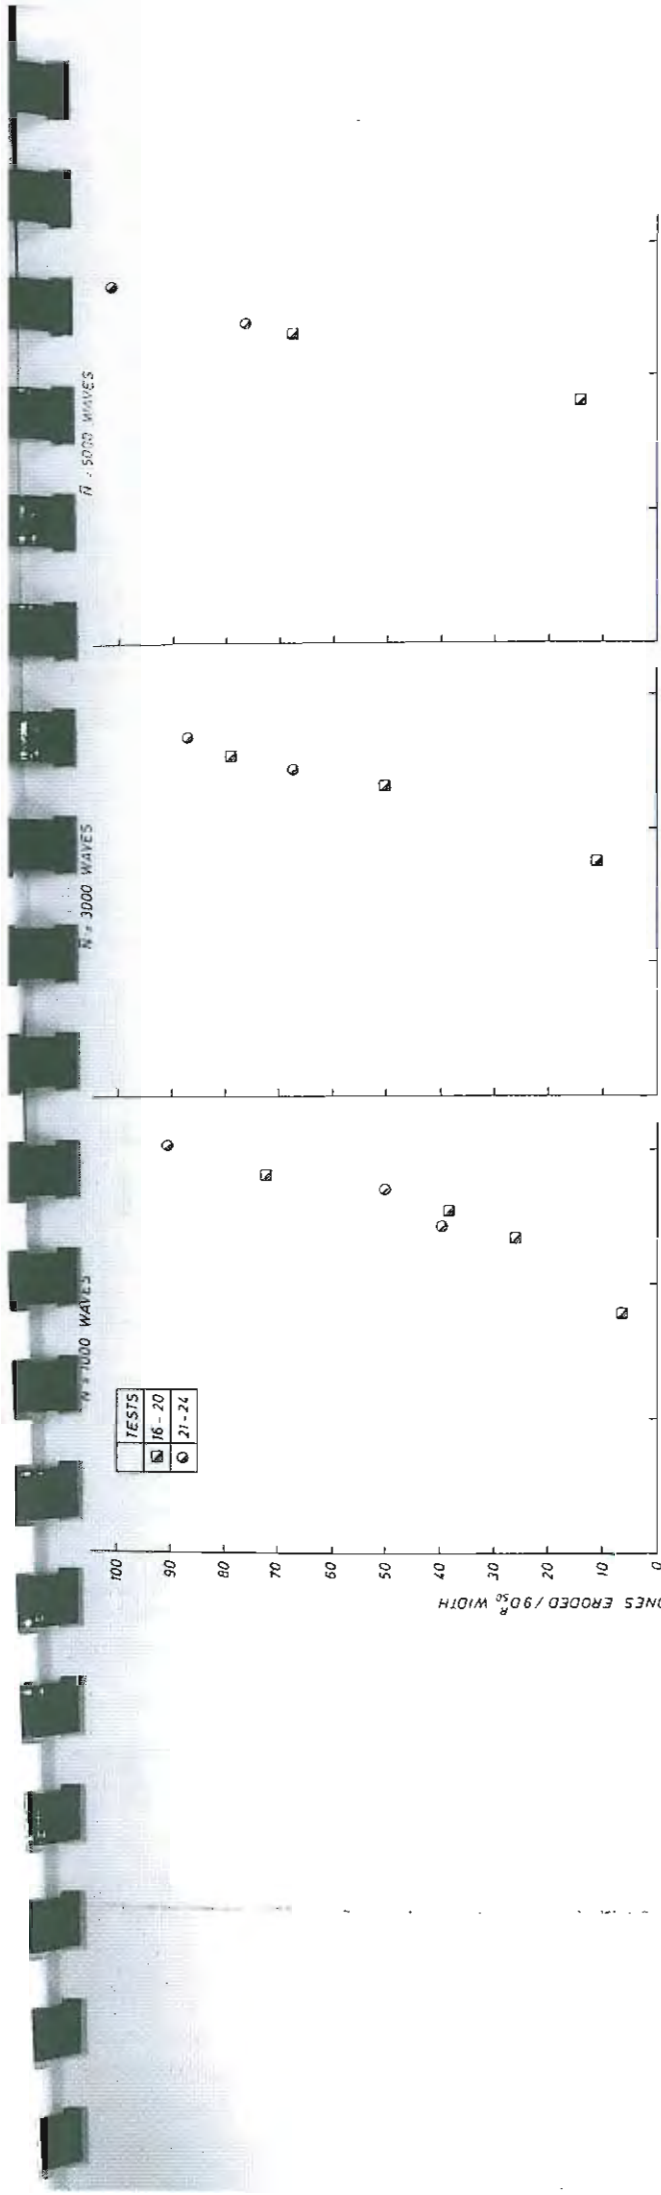 N = 1000 WAVES
N = 3000 WAVES
N = 5000 WAVES
TESTS
16 - 20
21 - 24
100
90
80
70
60
50
40
30
20
10
0
ERODED / 9D₅₀ᴿ WIDTH